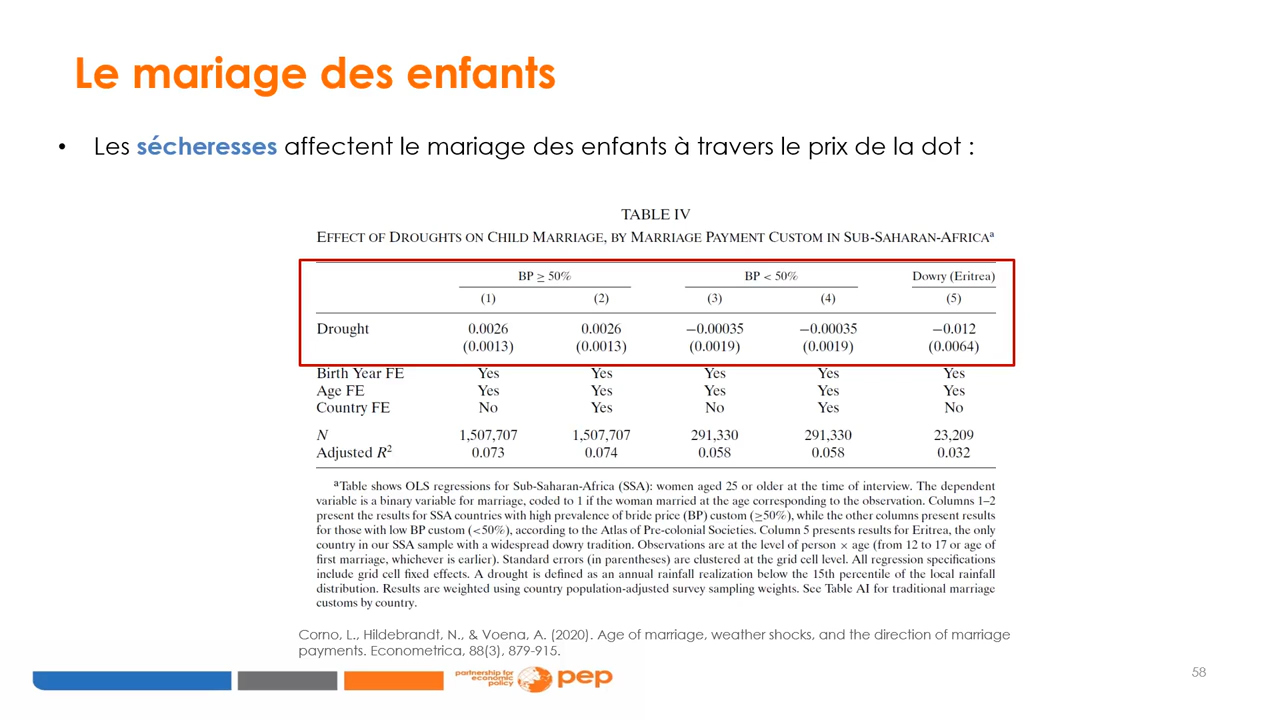 Le mariage des enfants
• Les sécheresses affectent le mariage des enfants à travers le prix de la dot :
TABLE IV
EFFECT OF DROUGHTS ON CHILD MARRIAGE, BY MARRIAGE PAYMENT CUSTOM IN SUB-SAHARAN-AFRICAᵃ
BP ≥ 50% BP < 50% Dowry (Eritrea)
(1) (2) (3) (4) (5)
Drought 0.0026 0.0026 −0.00035 −0.00035 −0.012
(0.0013) (0.0013) (0.0019) (0.0019) (0.0064)
Birth Year FE Yes Yes Yes Yes Yes
Age FE Yes Yes Yes Yes Yes
Country FE No Yes No Yes No
N 1,507,707 1,507,707 291,330 291,330 23,209
Adjusted R² 0.073 0.074 0.058 0.058 0.032
ᵃTable shows OLS regressions for Sub-Saharan-Africa (SSA): women aged 25 or older at the time of interview. The dependent
variable is a binary variable for marriage, coded to 1 if the woman married at the age corresponding to the observation. Columns 1–2
present the results for SSA countries with high prevalence of bride price (BP) custom (≥50%), while the other columns present results
for those with low BP custom (<50%), according to the Atlas of Pre-colonial Societies. Column 5 presents results for Eritrea, the only
country in our SSA sample with a widespread dowry tradition. Observations are at the level of person × age (from 12 to 17 or age of
first marriage, whichever is earlier). Standard errors (in parentheses) are clustered at the grid cell level. All regression specifications
include grid cell fixed effects. A drought is defined as an annual rainfall realization below the 15th percentile of the local rainfall
distribution. Results are weighted using country population-adjusted survey sampling weights. See Table AI for traditional marriage
customs by country.
Corno, L., Hildebrandt, N., & Voena, A. (2020). Age of marriage, weather shocks, and the direction of marriage
payments. Econometrica, 88(3), 879-915.
partnership for
economic
policy
pep
58